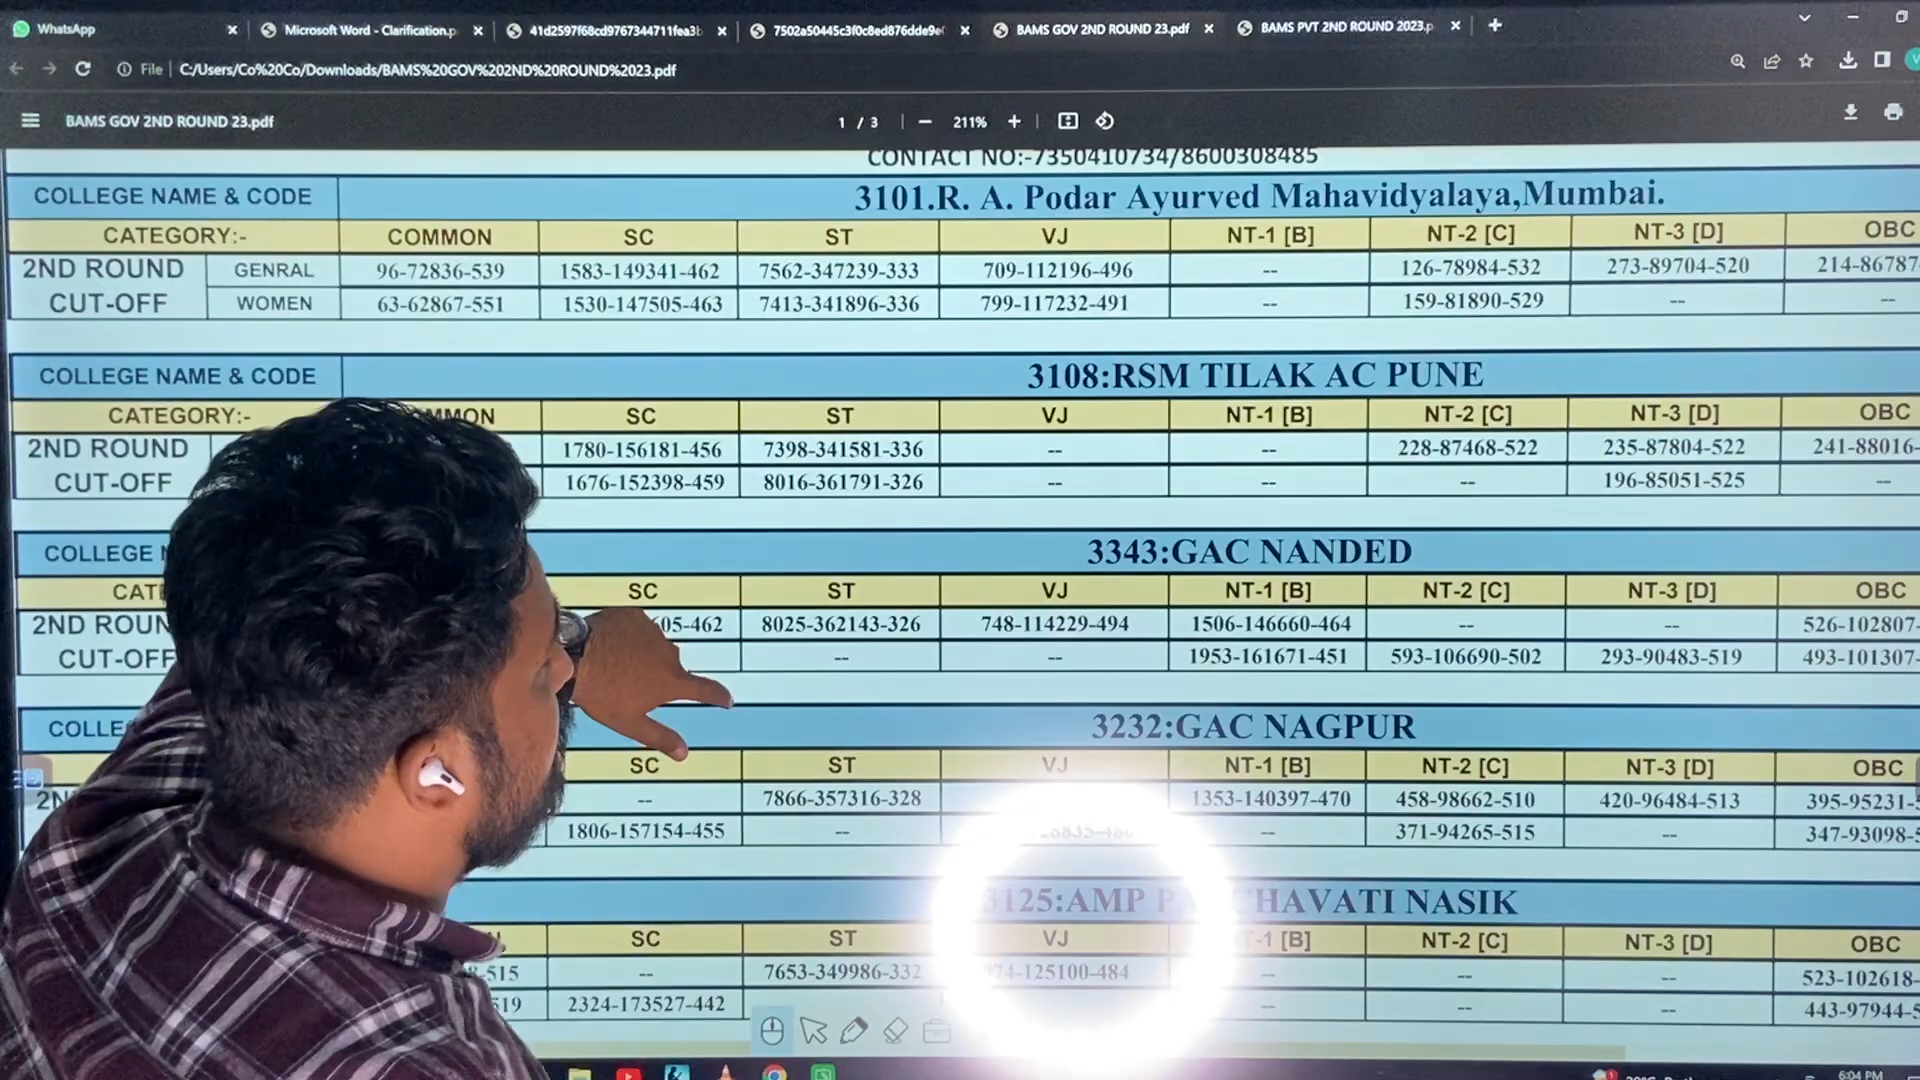 WhatsApp
Microsoft Word - Clarification.p
41d2597f68cd9767344711fea3b
7502a50445c3f0c8ed876dde9e
BAMS GOV 2ND ROUND 23.pdf
BAMS PVT 2ND ROUND 2023.p
File C:/Users/Co%20Co/Downloads/BAMS%20GOV%202ND%20ROUND%2023.pdf
BAMS GOV 2ND ROUND 23.pdf 1 / 3 211%
CONTACT NO:-7350410734/8600308485
COLLEGE NAME & CODE 3101.R. A. Podar Ayurved Mahavidyalaya,Mumbai.
CATEGORY:- COMMON SC ST VJ NT-1 [B] NT-2 [C] NT-3 [D] OBC
2ND ROUND GENRAL 96-72836-539 1583-149341-462 7562-347239-333 709-112196-496 -- 126-78984-532 273-89704-520 214-86787-
CUT-OFF WOMEN 63-62867-551 1530-147505-463 7413-341896-336 799-117232-491 -- 159-81890-529 -- --
COLLEGE NAME & CODE 3108:RSM TILAK AC PUNE
CATEGORY:- MMON SC ST VJ NT-1 [B] NT-2 [C] NT-3 [D] OBC
2ND ROUND 1780-156181-456 7398-341581-336 -- -- 228-87468-522 235-87804-522 241-88016-
CUT-OFF 1676-152398-459 8016-361791-326 -- -- -- 196-85051-525 --
COLLEGE 3343:GAC NANDED
CATE SC ST VJ NT-1 [B] NT-2 [C] NT-3 [D] OBC
2ND ROUN 605-462 8025-362143-326 748-114229-494 1506-146660-464 -- -- 526-102807-
CUT-OFF -- -- 1953-161671-451 593-106690-502 293-90483-519 493-101307-
COLLE 3232:GAC NAGPUR
SC ST VJ NT-1 [B] NT-2 [C] NT-3 [D] OBC
2N -- 7866-357316-328 1353-140397-470 458-98662-510 420-96484-513 395-95231-
1806-157154-455 -- -- 371-94265-515 -- 347-93098-
3125:AMP P HAVATI NASIK
SC ST VJ -1 [B] NT-2 [C] NT-3 [D] OBC
-515 -- 7653-349986-332 74-125100-484 -- -- -- 523-102618-
519 2324-173527-442 -- -- -- 443-97944-
6:04 PM